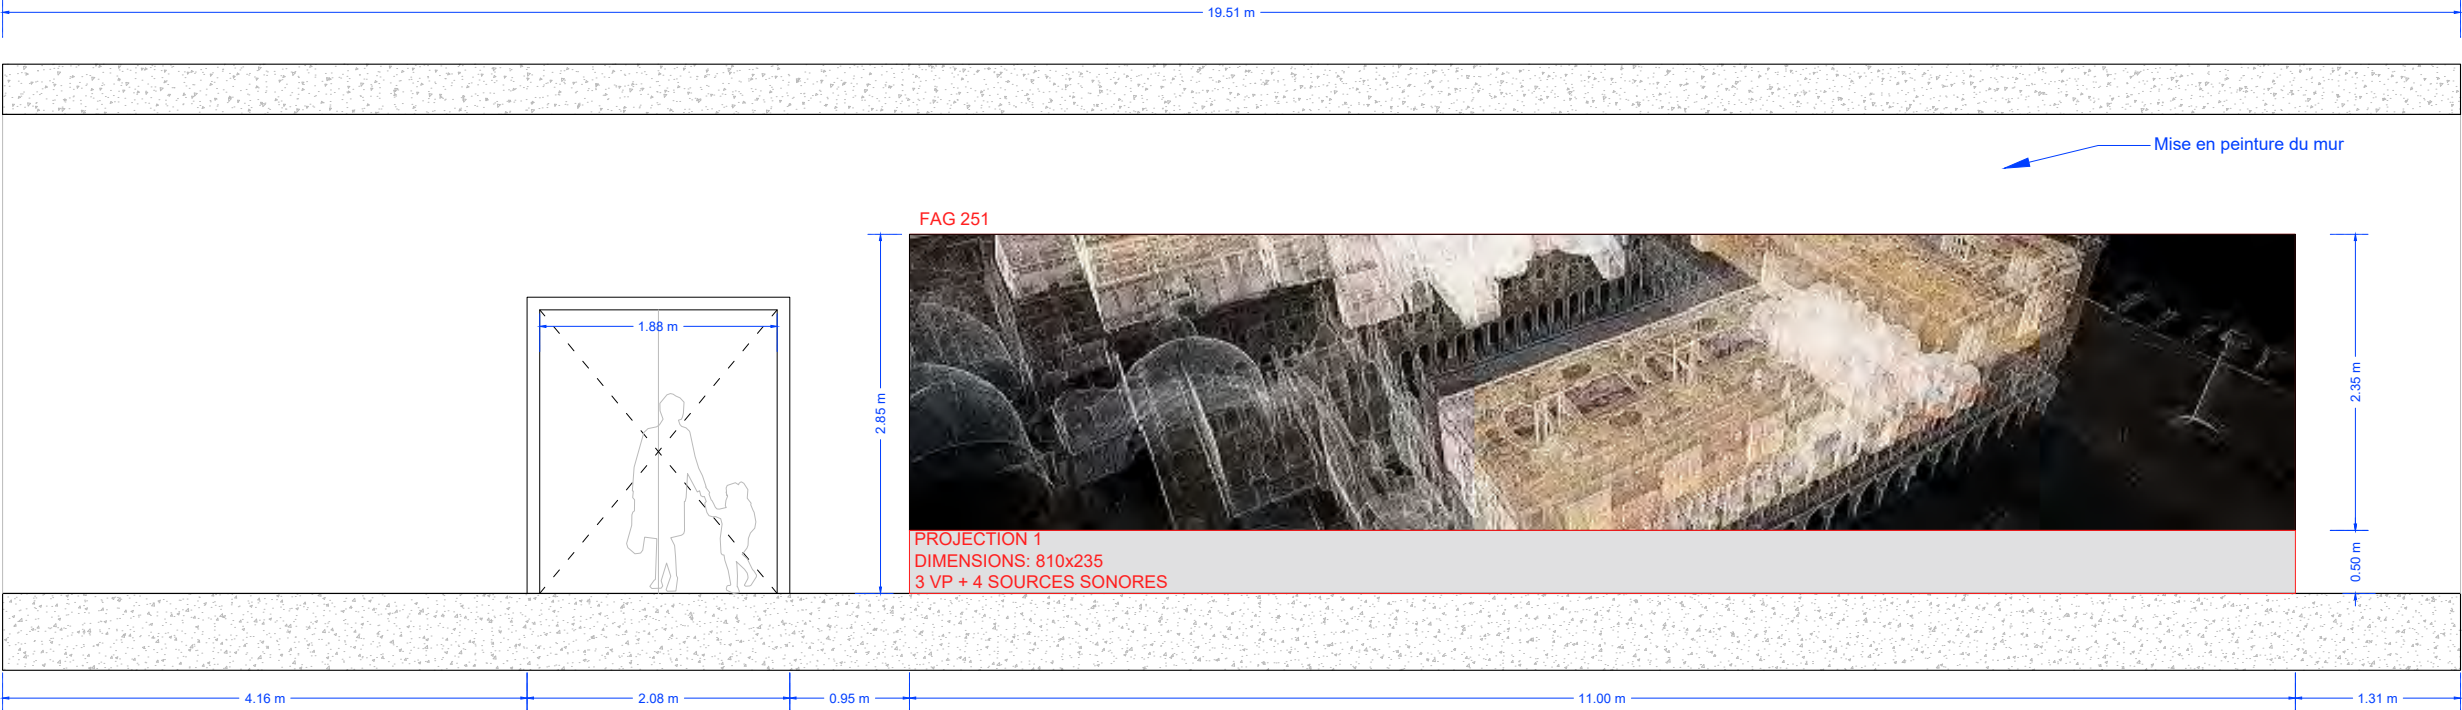 19.51 m
Mise en peinture du mur
FAG 251
1.88 m
2.85 m
2.35 m
PROJECTION 1
DIMENSIONS: 810x235
3 VP + 4 SOURCES SONORES
0.50 m
4.16 m
2.08 m
0.95 m
11.00 m
1.31 m